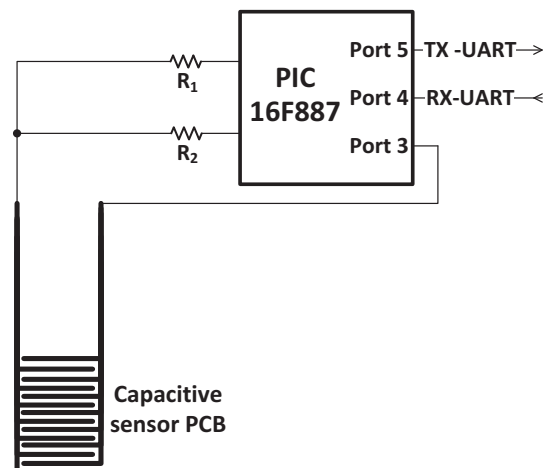 R₁
R₂
PIC
16F887
Port 5
TX -UART
Port 4
RX-UART
Port 3
Capacitive
sensor PCB